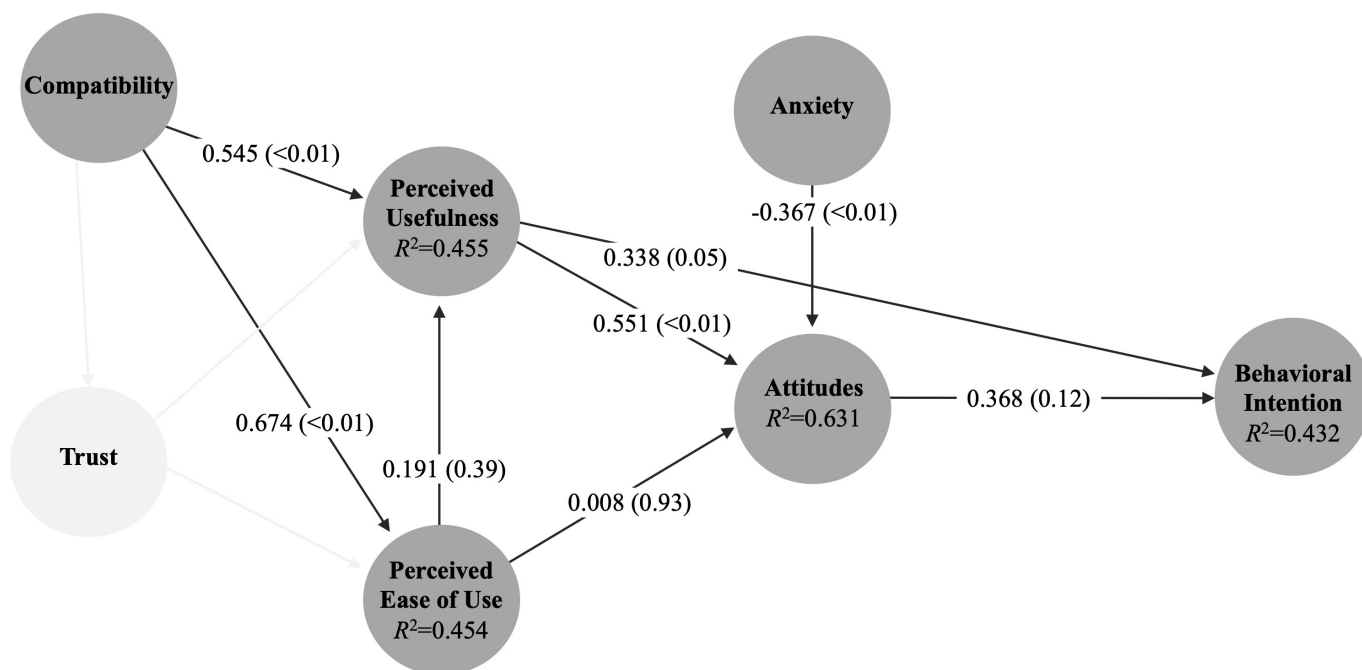 Compatibility
Anxiety
0.545 (<0.01)
Perceived
Usefulness
R²=0.455
-0.367 (<0.01)
0.338 (0.05)
0.551 (<0.01)
Attitudes
R²=0.631
Behavioral
Intention
R²=0.432
0.368 (0.12)
0.674 (<0.01)
Trust
0.191 (0.39)
0.008 (0.93)
Perceived
Ease of Use
R²=0.454